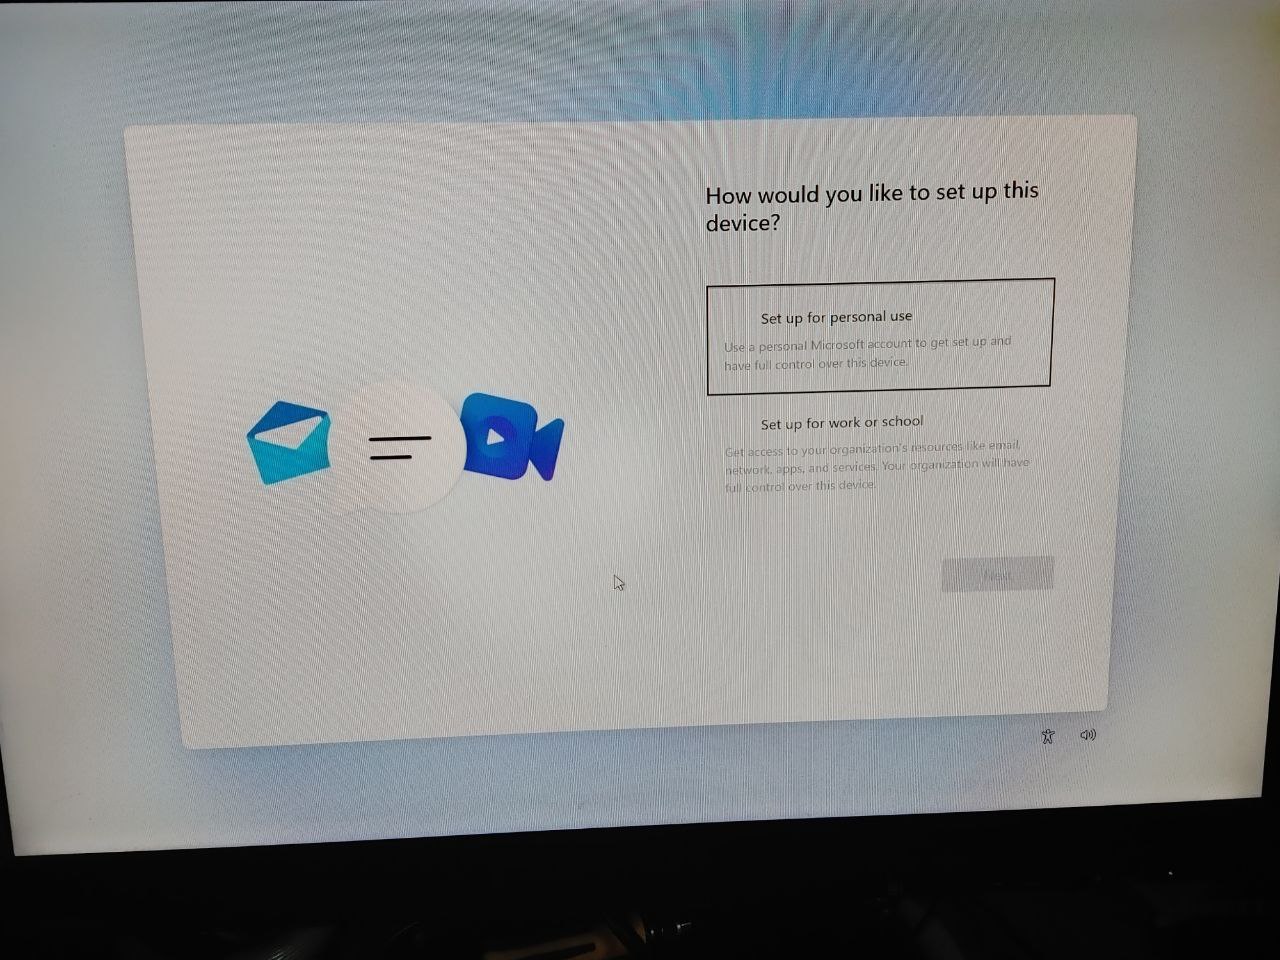 How would you like to set up this
device?
Set up for personal use
Use a personal Microsoft account to get set up and
have full control over this device.
Set up for work or school
Get access to your organization's resources like email,
network, apps, and services. Your organization will have
full control over this device.
Next